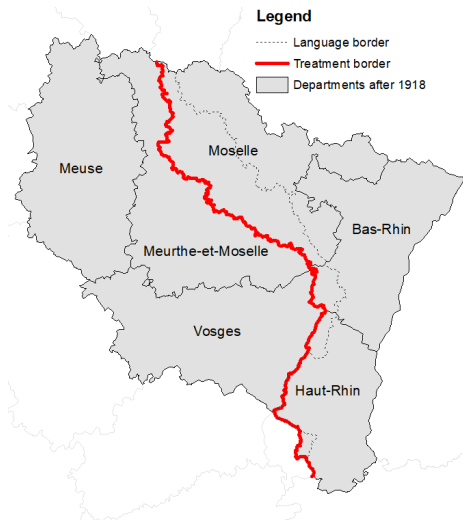 Legend
Language border
Treatment border
Departments after 1918
Moselle
Meuse
Bas-Rhin
Meurthe-et-Moselle
Vosges
Haut-Rhin